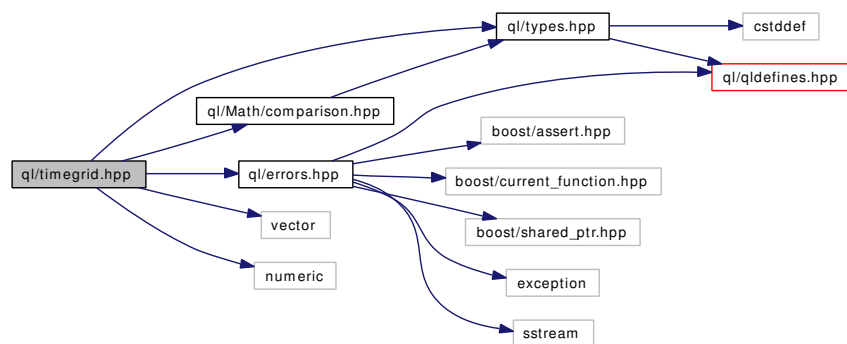 ql/types.hpp
cstddef
ql/qldefines.hpp
ql/Math/comparison.hpp
boost/assert.hpp
ql/timegrid.hpp
ql/errors.hpp
boost/current_function.hpp
vector
boost/shared_ptr.hpp
numeric
exception
sstream